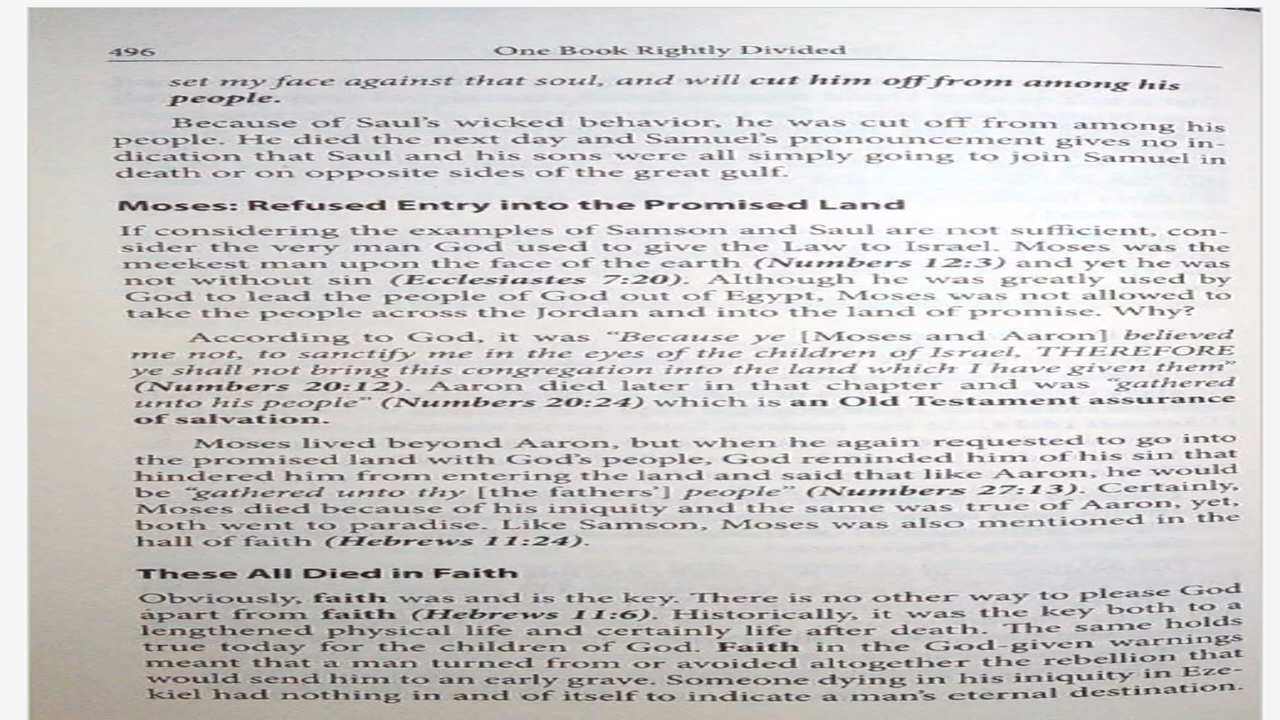 496 One Book Rightly Divided
set my face against that soul, and will cut him off from among his
people.
Because of Saul's wicked behavior, he was cut off from among his
people. He died the next day and Samuel's pronouncement gives no in-
dication that Saul and his sons were all simply going to join Samuel in
death or on opposite sides of the great gulf.
Moses: Refused Entry into the Promised Land
If considering the examples of Samson and Saul are not sufficient, con-
sider the very man God used to give the Law to Israel. Moses was the
meekest man upon the face of the earth (Numbers 12:3) and yet he was
not without sin (Ecclesiastes 7:20). Although he was greatly used by
God to lead the people of God out of Egypt, Moses was not allowed to
take the people across the Jordan and into the land of promise. Why?
According to God, it was "Because ye [Moses and Aaron] believed
me not, to sanctify me in the eyes of the children of Israel, THEREFORE
ye shall not bring this congregation into the land which I have given them"
(Numbers 20:12). Aaron died later in that chapter and was "gathered
unto his people" (Numbers 20:24) which is an Old Testament assurance
of salvation.
Moses lived beyond Aaron, but when he again requested to go into
the promised land with God's people, God reminded him of his sin that
hindered him from entering the land and said that like Aaron, he would
be "gathered unto thy [the fathers'] people" (Numbers 27:13). Certainly,
Moses died because of his iniquity and the same was true of Aaron, yet,
both went to paradise. Like Samson, Moses was also mentioned in the
hall of faith (Hebrews 11:24).
These All Died in Faith
Obviously, faith was and is the key. There is no other way to please God
apart from faith (Hebrews 11:6). Historically, it was the key both to a
lengthened physical life and certainly life after death. The same holds
true today for the children of God. Faith in the God-given warnings
meant that a man turned from or avoided altogether the rebellion that
would send him to an early grave. Someone dying in his iniquity in Eze-
kiel had nothing in and of itself to indicate a man's eternal destination.